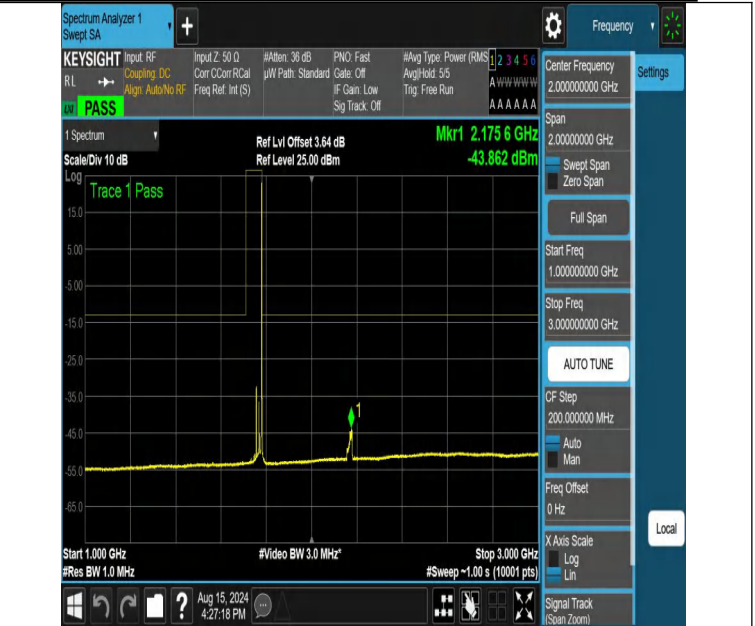 Spectrum Analyzer 1
Swept SA
+
Frequency
KEYSIGHT
RL
PASS
Input: RF
Coupling: DC
Align: Auto/No RF
Input Z: 50 Ω
Corr CCorr RCal
Freq Ref: Int (S)
#Atten: 36 dB
µW Path: Standard
PNO: Fast
Gate: Off
IF Gain: Low
Sig Track: Off
#Avg Type: Power (RMS
Avg|Hold: 5/5
Trig: Free Run
1 2 3 4 5 6
A W W W W W
A A A A A A
1 Spectrum
Scale/Div 10 dB
Ref Lvl Offset 3.64 dB
Ref Level 25.00 dBm
Mkr1 2.175 6 GHz
-43.862 dBm
Log
Trace 1 Pass
15.0
5.00
-5.00
-15.0
-25.0
-35.0
-45.0
-55.0
-65.0
1
Start 1.000 GHz
#Res BW 1.0 MHz
#Video BW 3.0 MHz*
Stop 3.000 GHz
#Sweep ~1.00 s (10001 pts)
Center Frequency
2.000000000 GHz
Settings
Span
2.00000000 GHz
Swept Span
Zero Span
Full Span
Start Freq
1.000000000 GHz
Stop Freq
3.000000000 GHz
AUTO TUNE
CF Step
200.000000 MHz
Auto
Man
Freq Offset
0 Hz
X Axis Scale
Log
Lin
Signal Track
(Span Zoom)
Local
?
Aug 15, 2024
4:27:18 PM